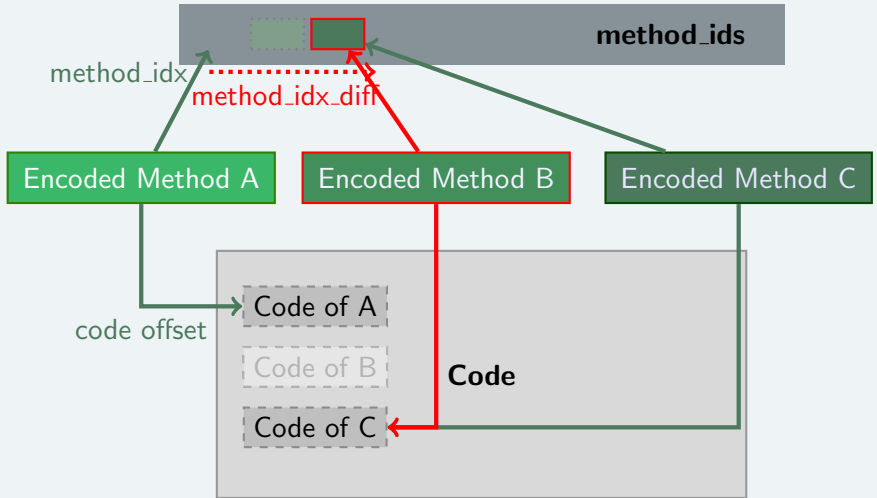 method_ids
method_idx
method_idx_diff
Encoded Method A
Encoded Method B
Encoded Method C
Code of A
code offset
Code of B
Code
Code of C